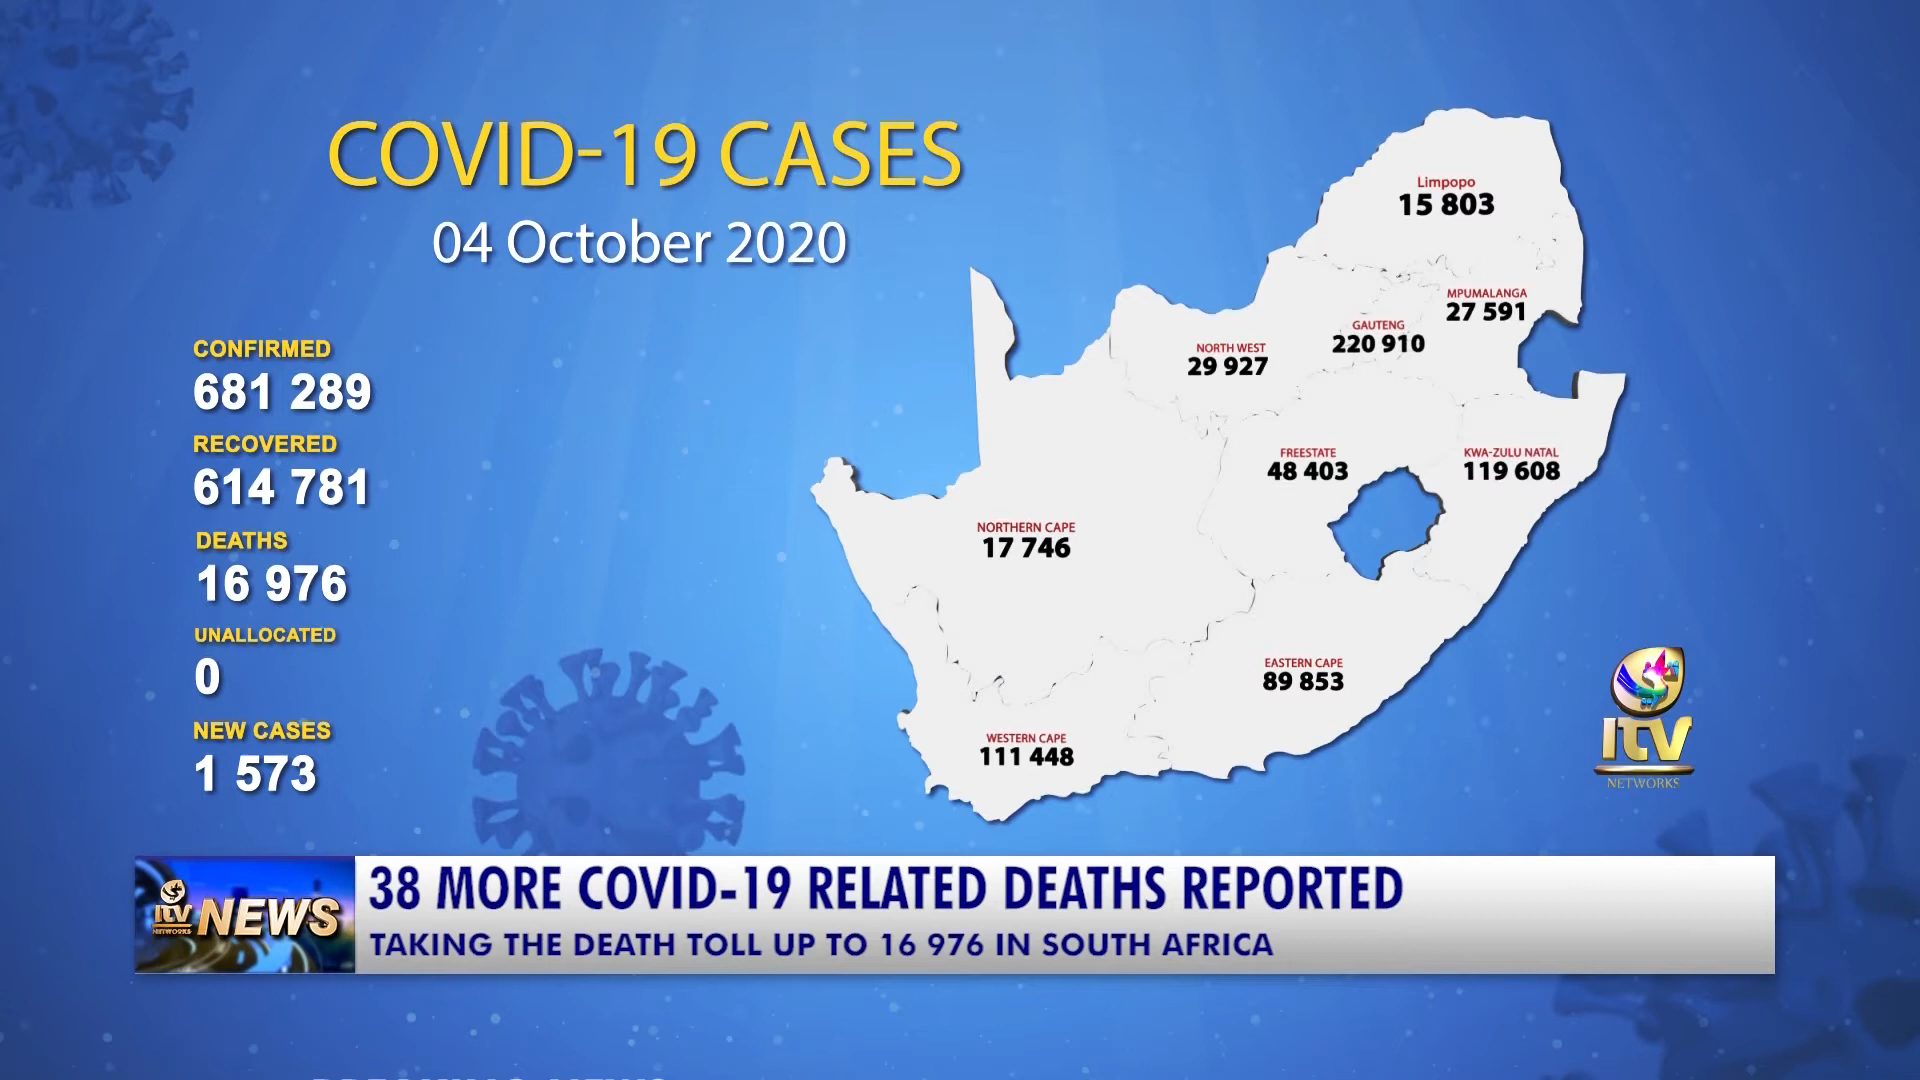 COVID-19 CASES
04 October 2020
CONFIRMED
681 289
RECOVERED
614 781
DEATHS
16 976
UNALLOCATED
0
NEW CASES
1 573
Limpopo
15 803
MPUMALANGA
27 591
GAUTENG
220 910
NORTH WEST
29 927
FREESTATE
48 403
KWA-ZULU NATAL
119 608
NORTHERN CAPE
17 746
EASTERN CAPE
89 853
WESTERN CAPE
111 448
ITV
NETWORKS
ITV
NETWORKS
NEWS
38 MORE COVID-19 RELATED DEATHS REPORTED
TAKING THE DEATH TOLL UP TO 16 976 IN SOUTH AFRICA